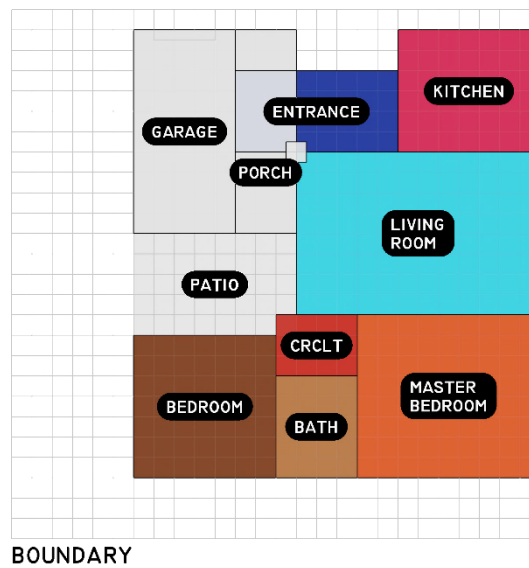 KITCHEN
ENTRANCE
GARAGE
PORCH
LIVING
ROOM
PATIO
CRCLT
MASTER
BEDROOM
BEDROOM
BATH
BOUNDARY